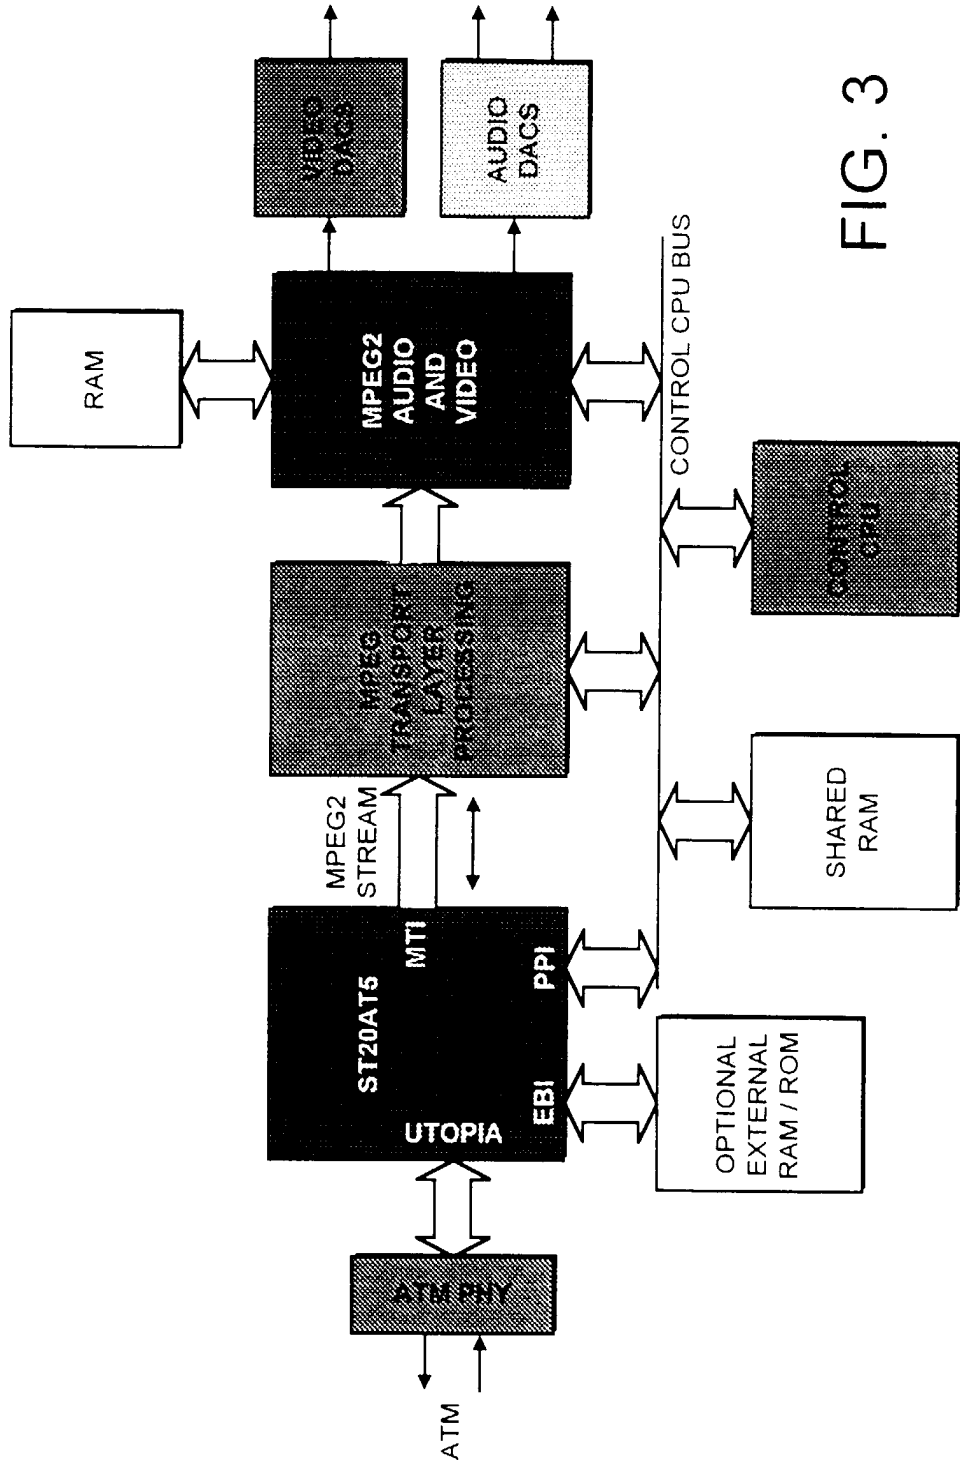 RAM
VIDEO
DACS
AUDIO
DACS
MPEG2
AUDIO
AND
VIDEO
MPEG
TRANSPORT
LAYER
PROCESSING
MPEG2
STREAM
ST20AT5
MTI
UTOPIA
EBI
PPI
ATM PHY
ATM
CONTROL CPU BUS
OPTIONAL
EXTERNAL
RAM / ROM
SHARED
RAM
CONTROL
CPU
FIG. 3